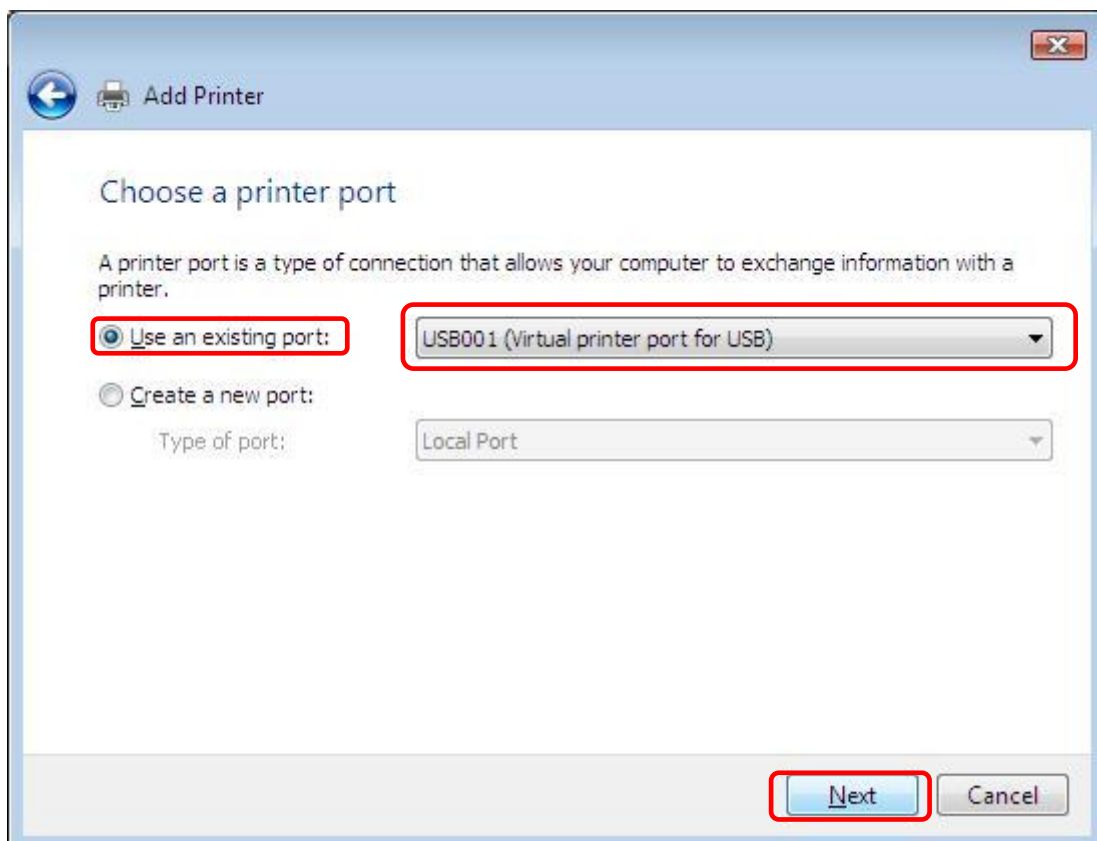 Add Printer
Choose a printer port
A printer port is a type of connection that allows your computer to exchange information with a
printer.
Use an existing port: USB001 (Virtual printer port for USB)
Create a new port:
Type of port: Local Port
Next Cancel